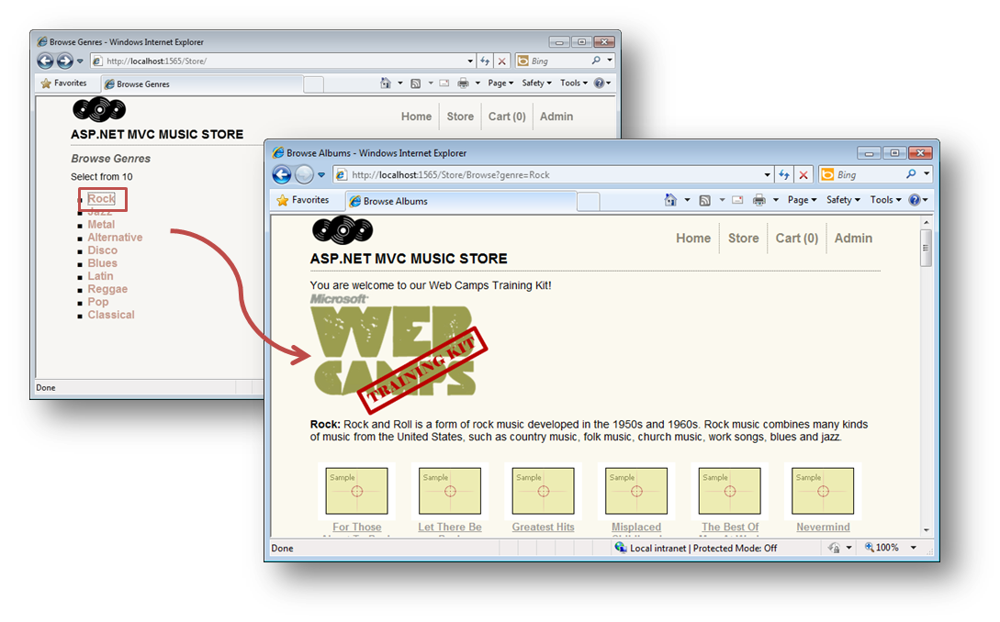 Browse Genres - Windows Internet Explorer
http://localhost:1565/Store/
Bing
Favorites
Browse Genres
Page
Safety
Tools
Home
Store
Cart (0)
Admin
ASP.NET MVC MUSIC STORE
Browse Genres
Select from 10
Rock
Jazz
Metal
Alternative
Disco
Blues
Latin
Reggae
Pop
Classical
Done
Browse Albums - Windows Internet Explorer
http://localhost:1565/Store/Browse?genre=Rock
Bing
Favorites
Browse Albums
Page
Safety
Tools
Home
Store
Cart (0)
Admin
ASP.NET MVC MUSIC STORE
You are welcome to our Web Camps Training Kit!
Microsoft
WEB
CAMPS
TRAINING KIT
Rock: Rock and Roll is a form of rock music developed in the 1950s and 1960s. Rock music combines many kinds
of music from the United States, such as country music, folk music, church music, work songs, blues and jazz.
Sample
Sample
Sample
Sample
Sample
Sample
For Those
Let There Be
Greatest Hits
Misplaced
The Best Of
Nevermind
Done
Local intranet | Protected Mode: Off
100%